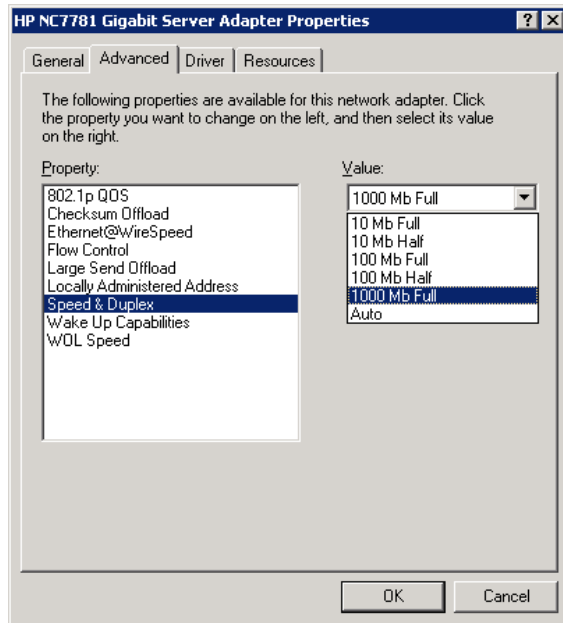 HP NC7781 Gigabit Server Adapter Properties
General Advanced Driver Resources
The following properties are available for this network adapter. Click
the property you want to change on the left, and then select its value
on the right.
Property:
802.1p QOS
Checksum Offload
Ethernet@WireSpeed
Flow Control
Large Send Offload
Locally Administered Address
Speed & Duplex
Wake Up Capabilities
WOL Speed
Value:
1000 Mb Full
10 Mb Full
10 Mb Half
100 Mb Full
100 Mb Half
1000 Mb Full
Auto
OK Cancel